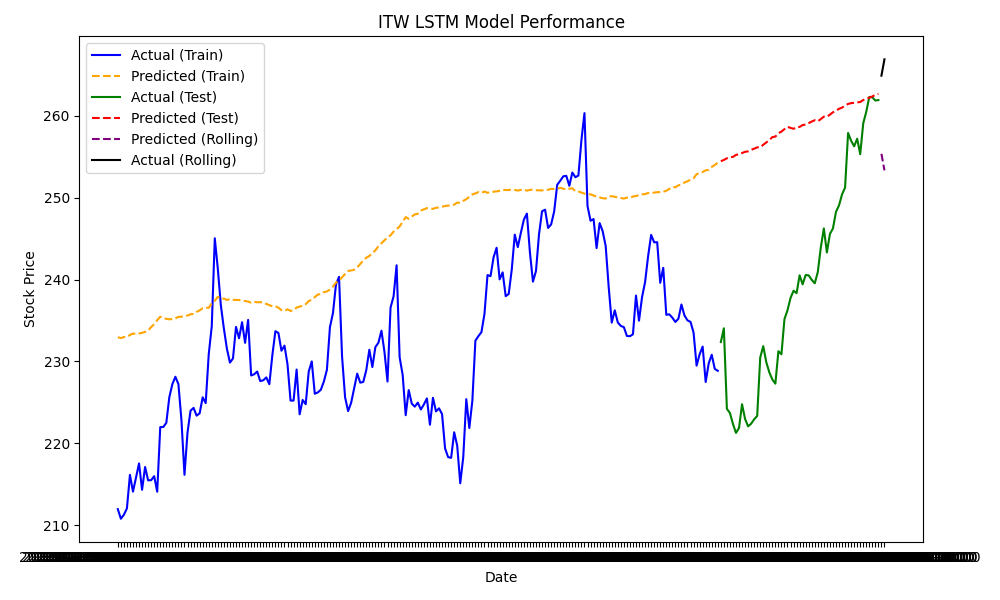 ITW LSTM Model Performance
Actual (Train)
Predicted (Train)
Actual (Test)
Predicted (Test)
Predicted (Rolling)
Actual (Rolling)
260
250
240
230
220
210
Stock Price
Date